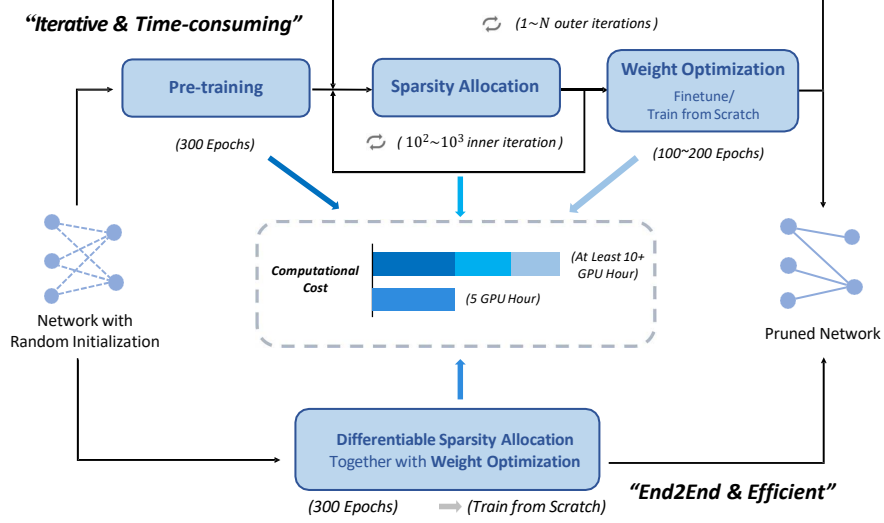 “Iterative & Time-consuming”
(1~N outer iterations)
Pre-training
Sparsity Allocation
Weight Optimization
Finetune/
Train from Scratch
(300 Epochs)
( 10²~10³ inner iteration)
(100~200 Epochs)
Computational
Cost
(At Least 10+
GPU Hour)
(5 GPU Hour)
Network with
Random Initialization
Pruned Network
Differentiable Sparsity Allocation
Together with Weight Optimization
(300 Epochs)
(Train from Scratch)
“End2End & Efficient”